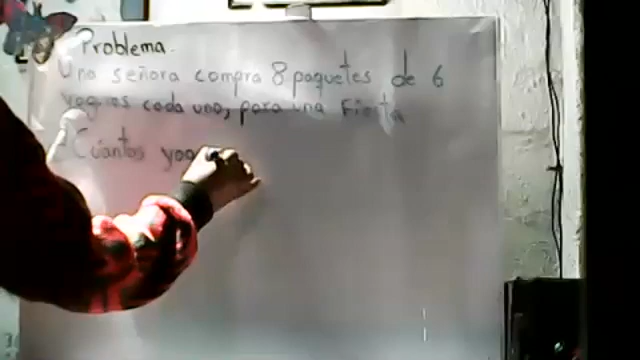 Problema.
Una señora compra 8 paquetes de 6
yogures cada uno, para una fiesta
¿Cuántos yog